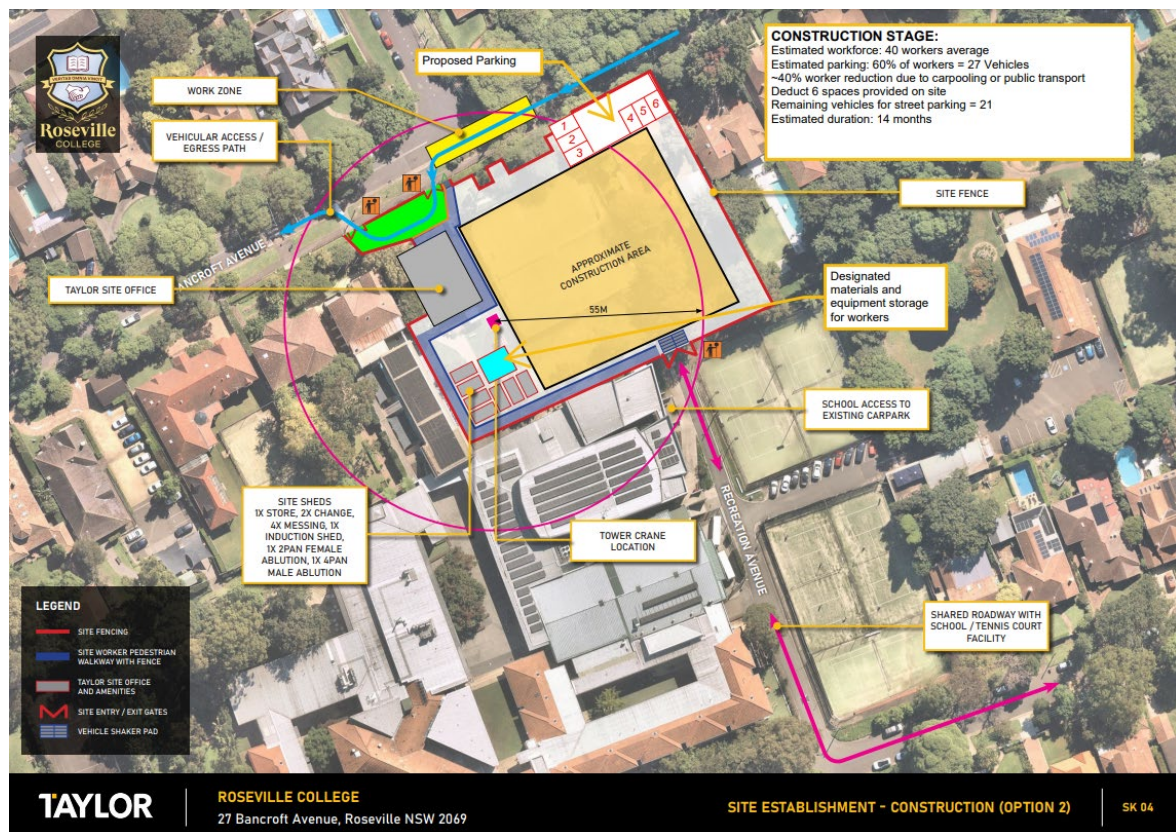 VERITAS OMNIA VINCIT
Roseville
COLLEGE
WORK ZONE
VEHICULAR ACCESS /
EGRESS PATH
Proposed Parking
1
2
3
4
5
6
CONSTRUCTION STAGE:
Estimated workforce: 40 workers average
Estimated parking: 60% of workers = 27 Vehicles
~40% worker reduction due to carpooling or public transport
Deduct 6 spaces provided on site
Remaining vehicles for street parking = 21
Estimated duration: 14 months
SITE FENCE
NCROFT AVENUE
TAYLOR SITE OFFICE
APPROXIMATE
CONSTRUCTION AREA
55M
Designated
materials and
equipment storage
for workers
SCHOOL ACCESS TO
EXISTING CARPARK
RECREATION AVENUE
SITE SHEDS
1X STORE, 2X CHANGE,
4X MESSING, 1X
INDUCTION SHED,
1X 2PAN FEMALE
ABLUTION, 1X 4PAN
MALE ABLUTION
TOWER CRANE
LOCATION
SHARED ROADWAY WITH
SCHOOL / TENNIS COURT
FACILITY
LEGEND
SITE FENCING
SITE WORKER PEDESTRIAN
WALKWAY WITH FENCE
TAYLOR SITE OFFICE
AND AMENITIES
SITE ENTRY / EXIT GATES
VEHICLE SHAKER PAD
TAYLOR
ROSEVILLE COLLEGE
27 Bancroft Avenue, Roseville NSW 2069
SITE ESTABLISHMENT - CONSTRUCTION (OPTION 2)
SK 04